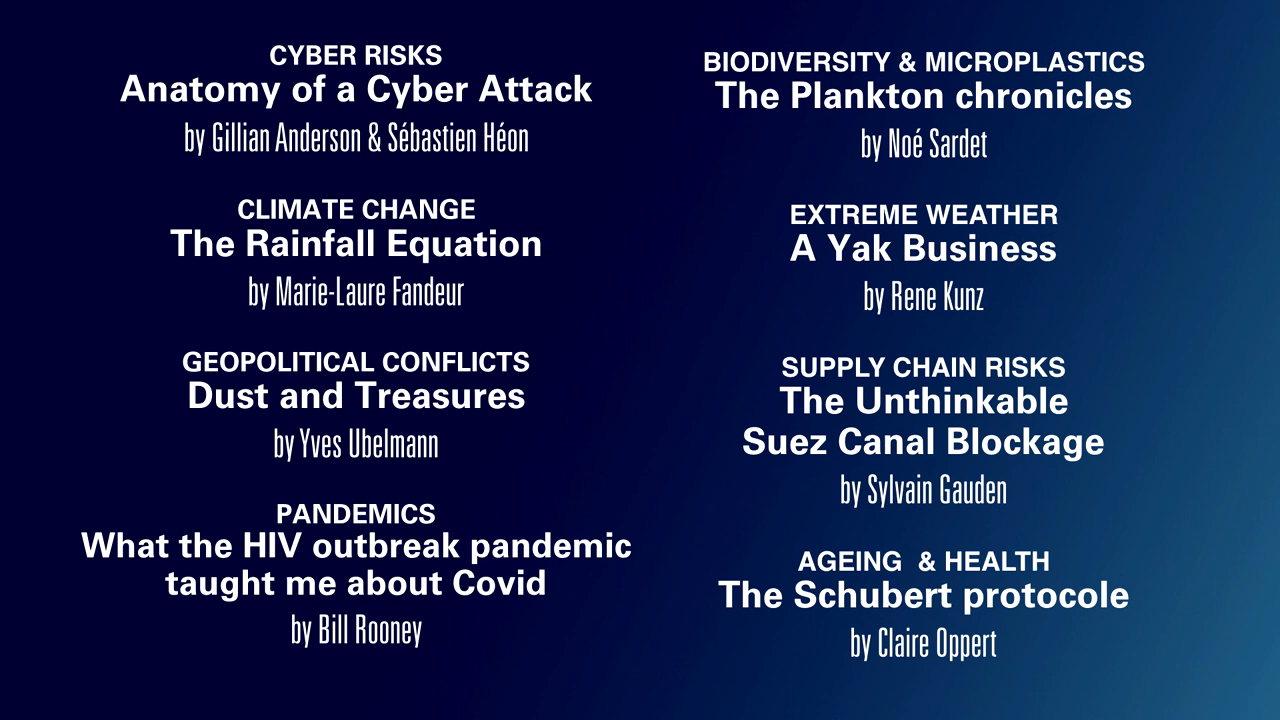 CYBER RISKS
Anatomy of a Cyber Attack
by Gillian Anderson & Sébastien Héon
CLIMATE CHANGE
The Rainfall Equation
by Marie-Laure Fandeur
GEOPOLITICAL CONFLICTS
Dust and Treasures
by Yves Ubelmann
PANDEMICS
What the HIV outbreak pandemic
taught me about Covid
by Bill Rooney
BIODIVERSITY & MICROPLASTICS
The Plankton chronicles
by Noé Sardet
EXTREME WEATHER
A Yak Business
by Rene Kunz
SUPPLY CHAIN RISKS
The Unthinkable
Suez Canal Blockage
by Sylvain Gauden
AGEING  & HEALTH
The Schubert protocole
by Claire Oppert